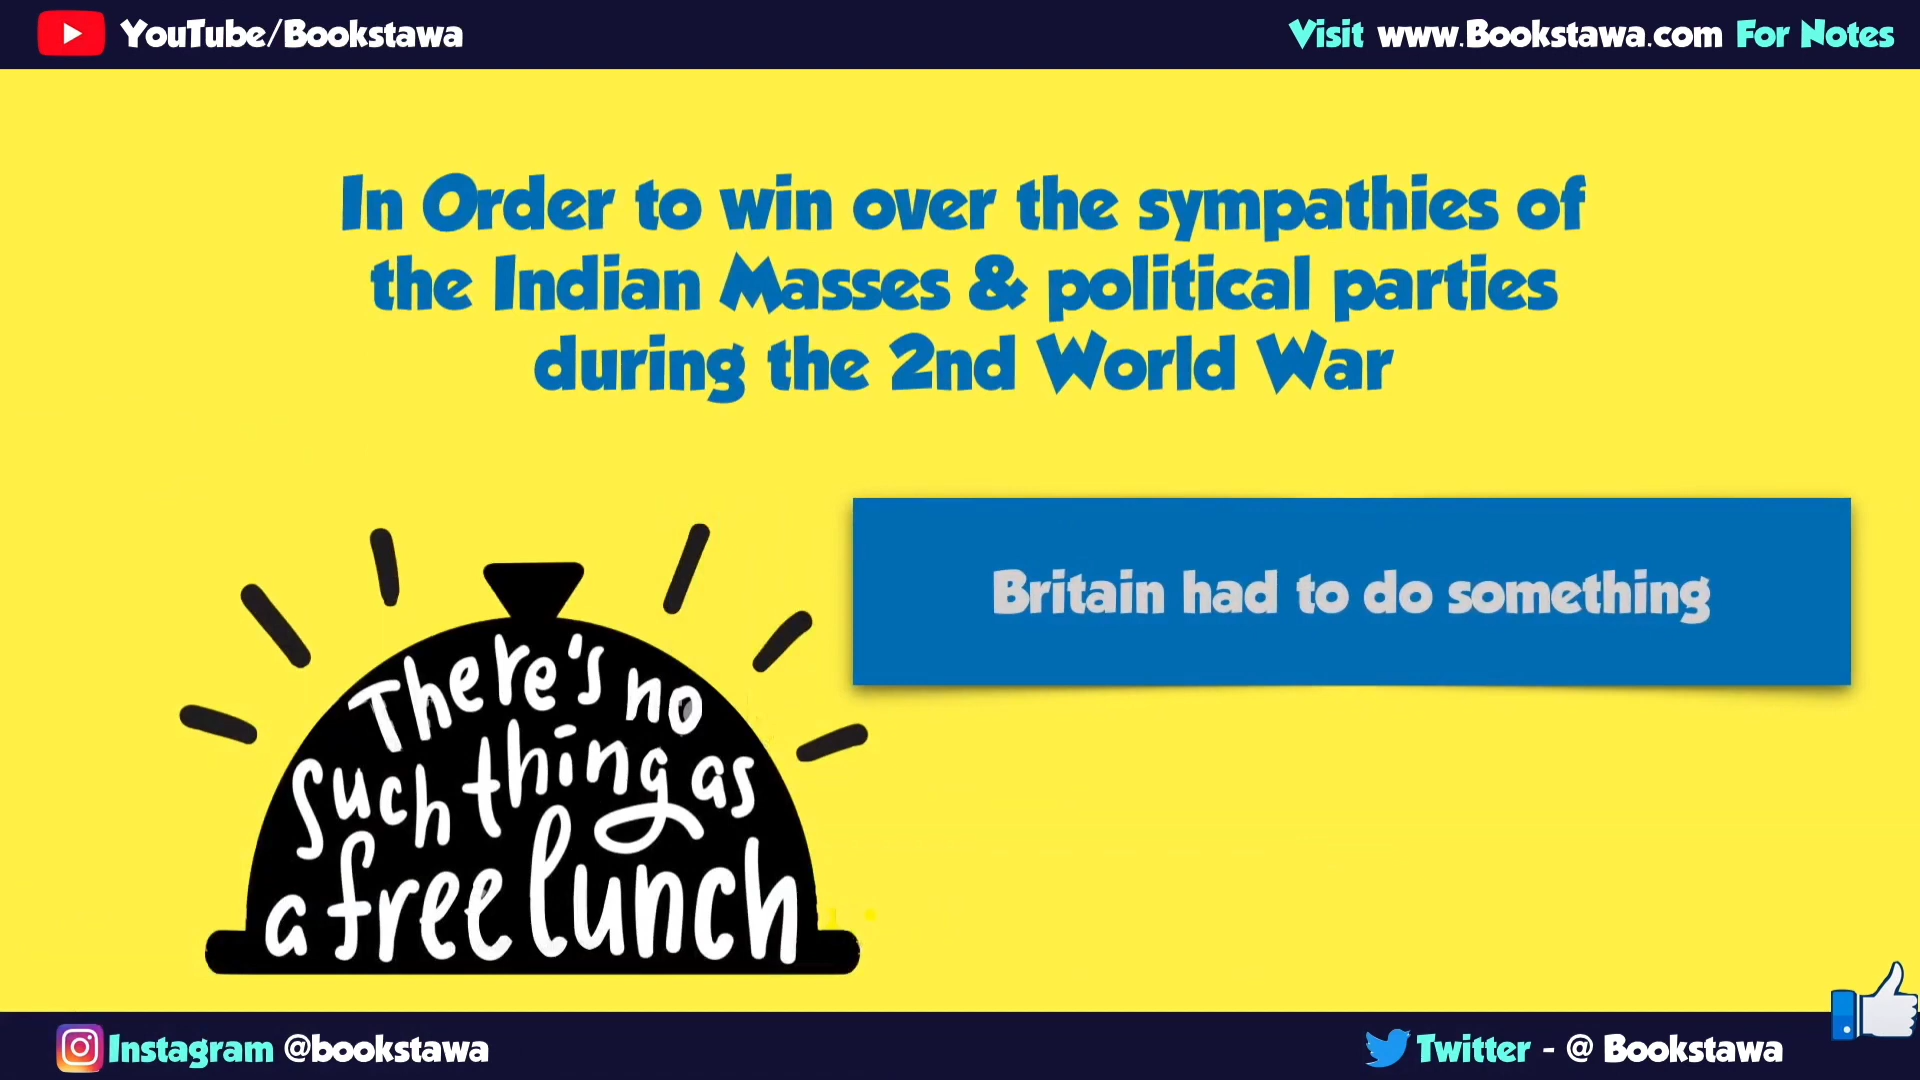 YouTube/Bookstawa
Visit www.Bookstawa.com For Notes
In Order to win over the sympathies of
the Indian Masses & political parties
during the 2nd World War
Britain had to do something
There's no
such thing as
a free lunch
Instagram @bookstawa
Twitter - @ Bookstawa